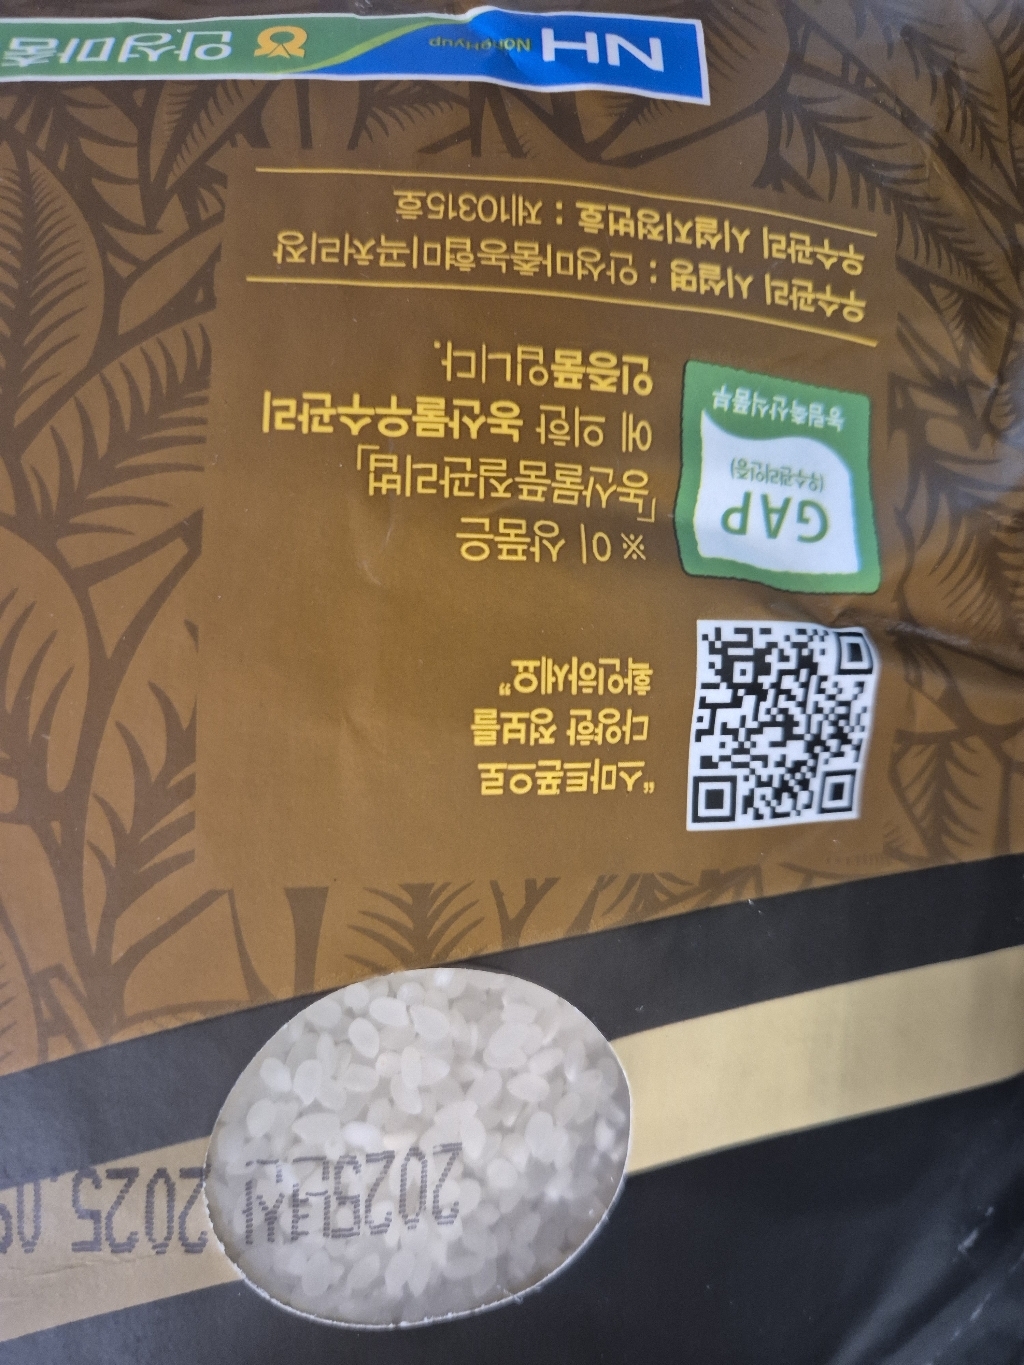 2025 2025.0
“스마트폰으로
다양한 정보를
확인하세요”
GAP
(우수관리인증)
농림축산식품부
※ 이 상품은
「농산물품질관리법」
에 의한 농산물우수관리
인증품입니다.
우수관리 시설명 : 안성마춤농협미곡처리장
우수관리 시설지정번호 : 제10315호
NH NongHyup 안성마춤